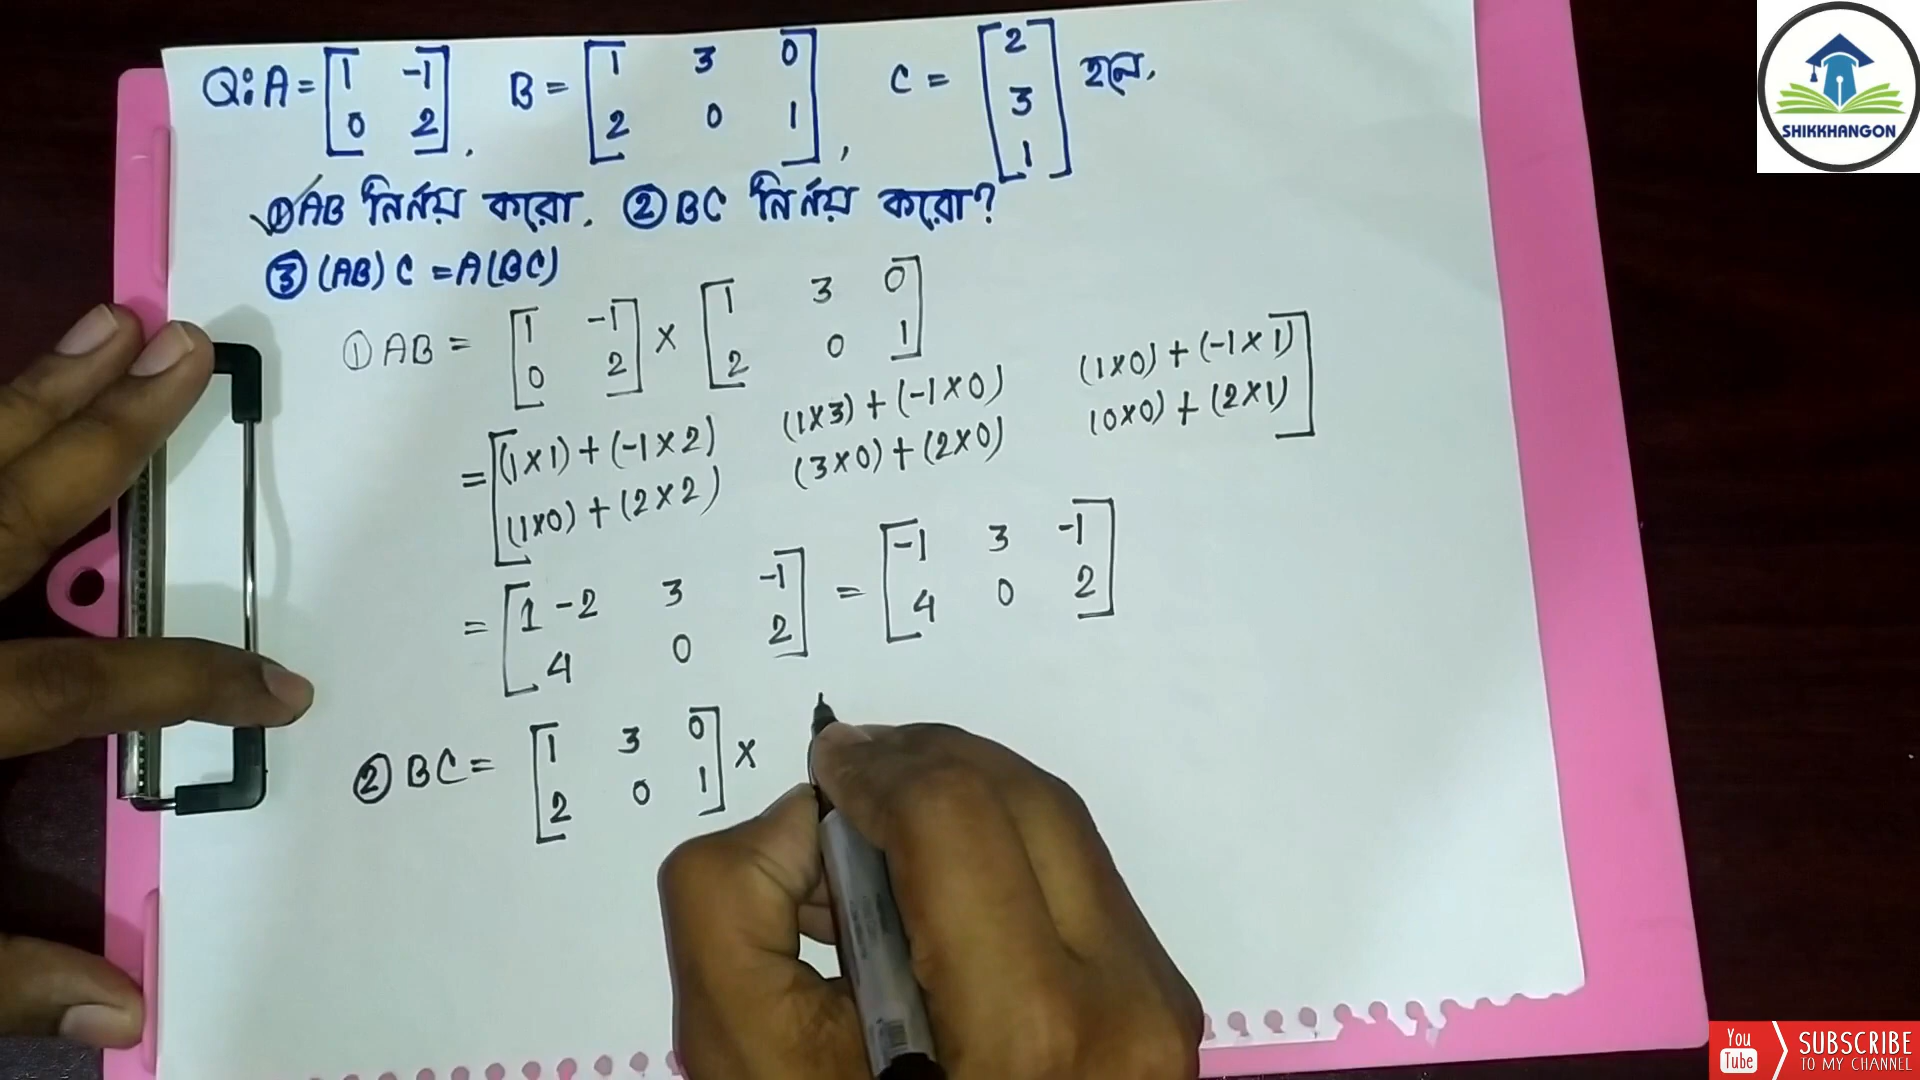 Q: A = [1 -1
0 2], B = [1 3 0
2 0 1], C = [2
3
1] হলে,
① AB নির্ণয় করো. ② BC নির্ণয় করো?
③ (AB) C = A(BC)
① AB = [1 -1
0 2] × [1 3 0
2 0 1]
= [(1×1)+(-1×2) (1×3)+(-1×0) (1×0)+(-1×1)
(1×0)+(2×2) (3×0)+(2×0) (0×0)+(2×1)]
= [1-2 3 -1
4 0 2] = [-1 3 -1
4 0 2]
② BC = [1 3 0
2 0 1] ×
SHIKKHANGON
You Tube SUBSCRIBE
TO MY CHANNEL